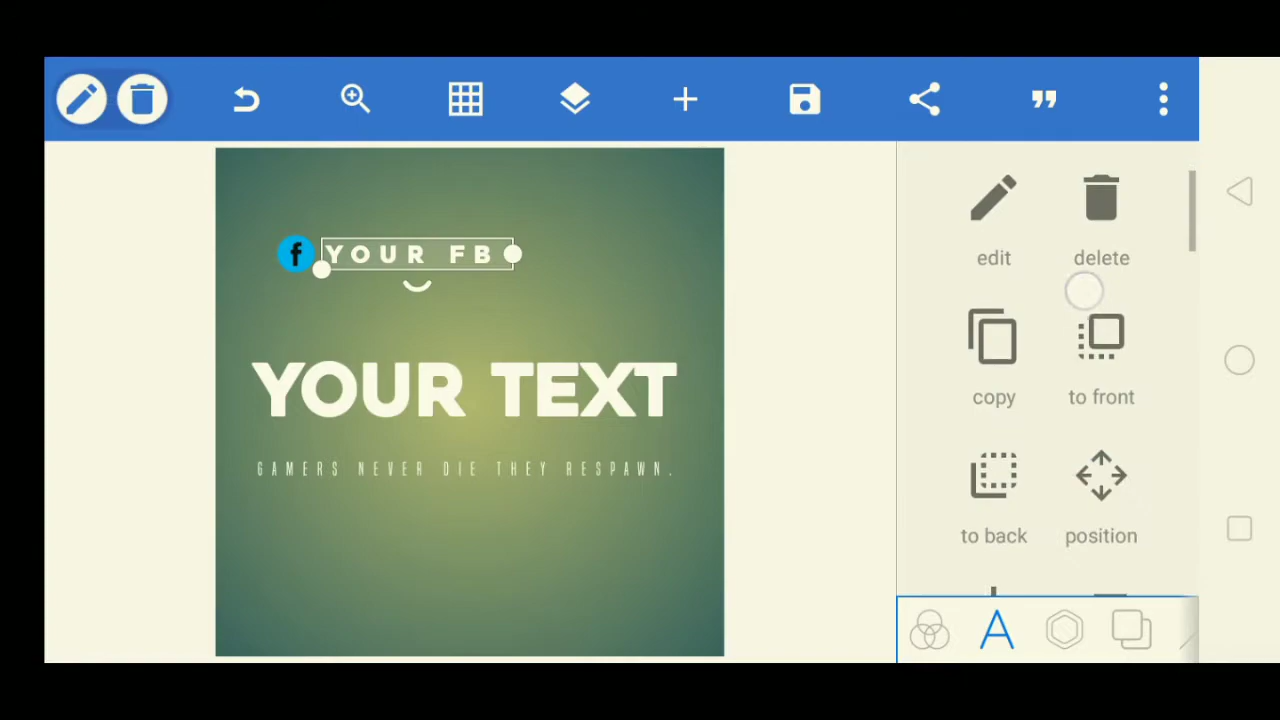 f YOUR FB
YOUR TEXT
GAMERS NEVER DIE THEY RESPAWN.
edit delete
copy to front
to back position